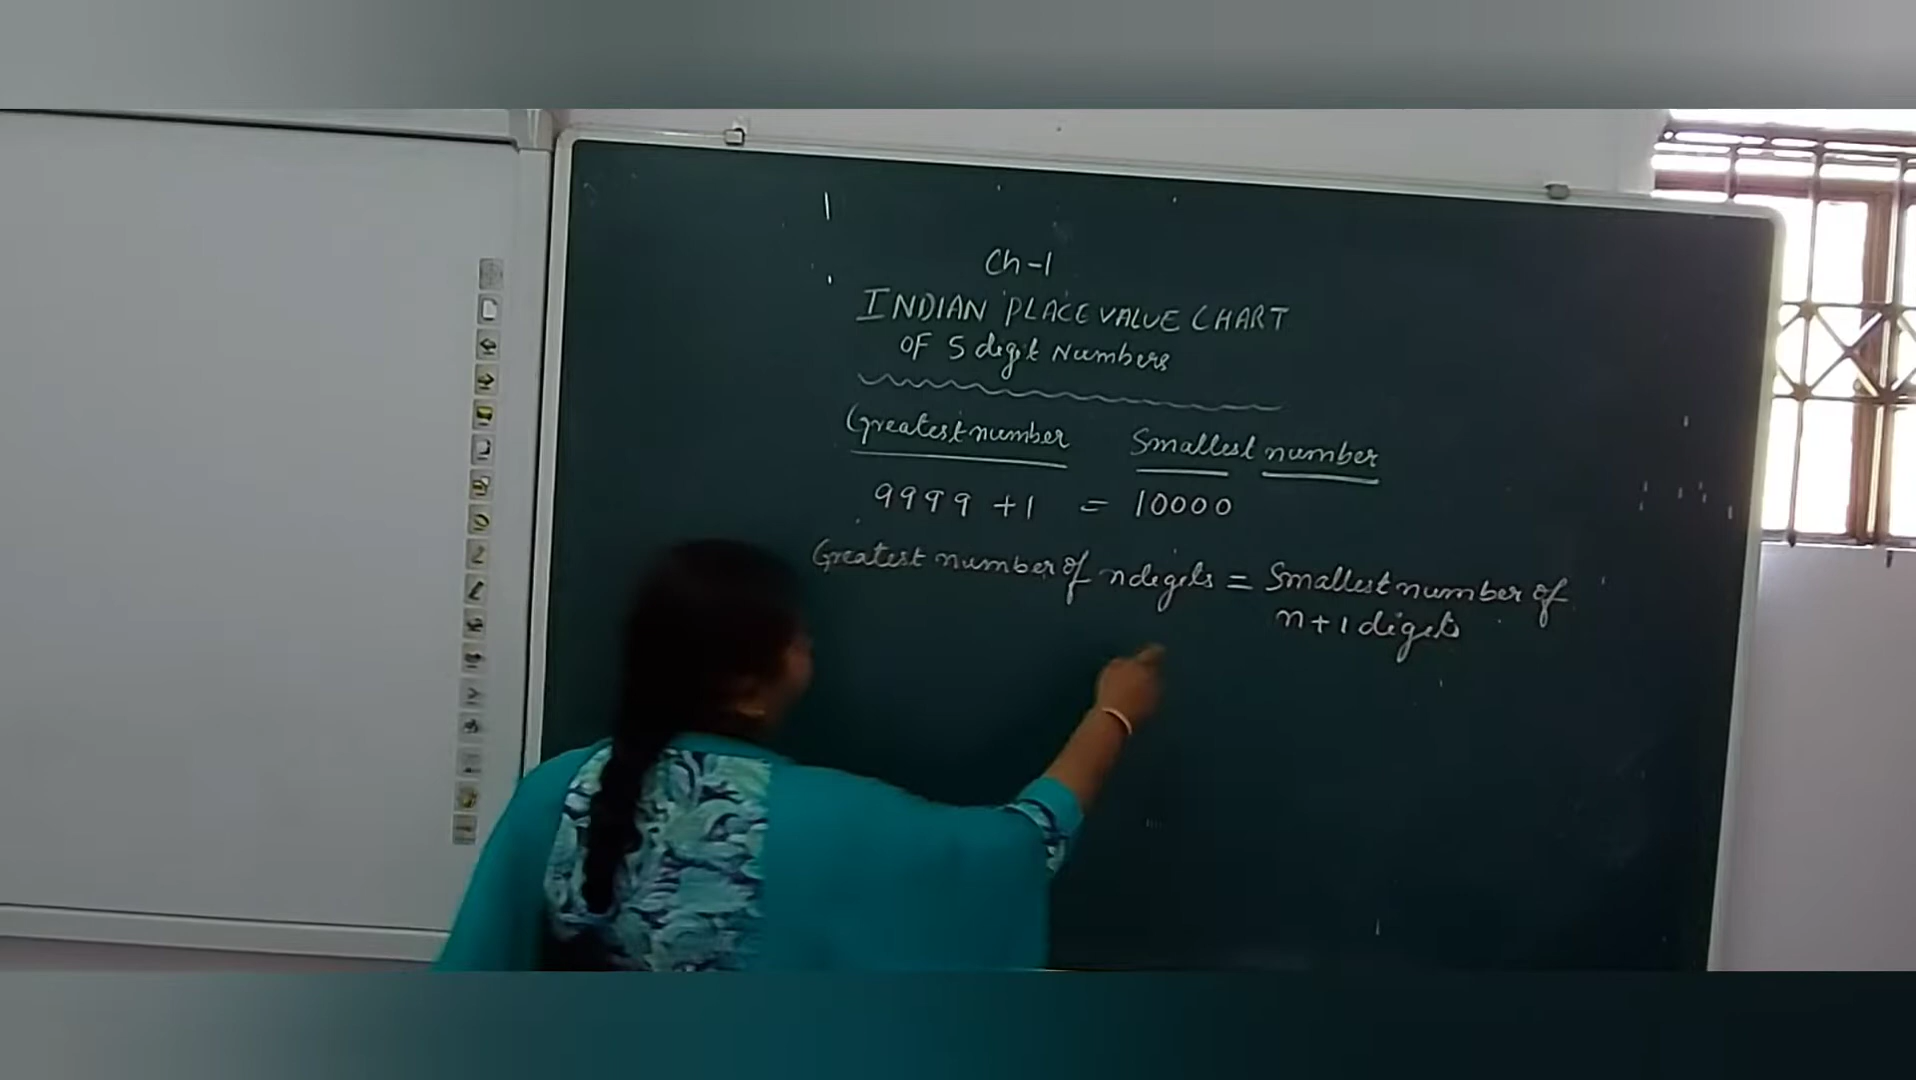 Ch-1
INDIAN PLACE VALUE CHART
OF 5 digit Numbers
Greatest number Smallest number
9999 +1 = 10000
Greatest number of n digits = Smallest number of
n+1 digits